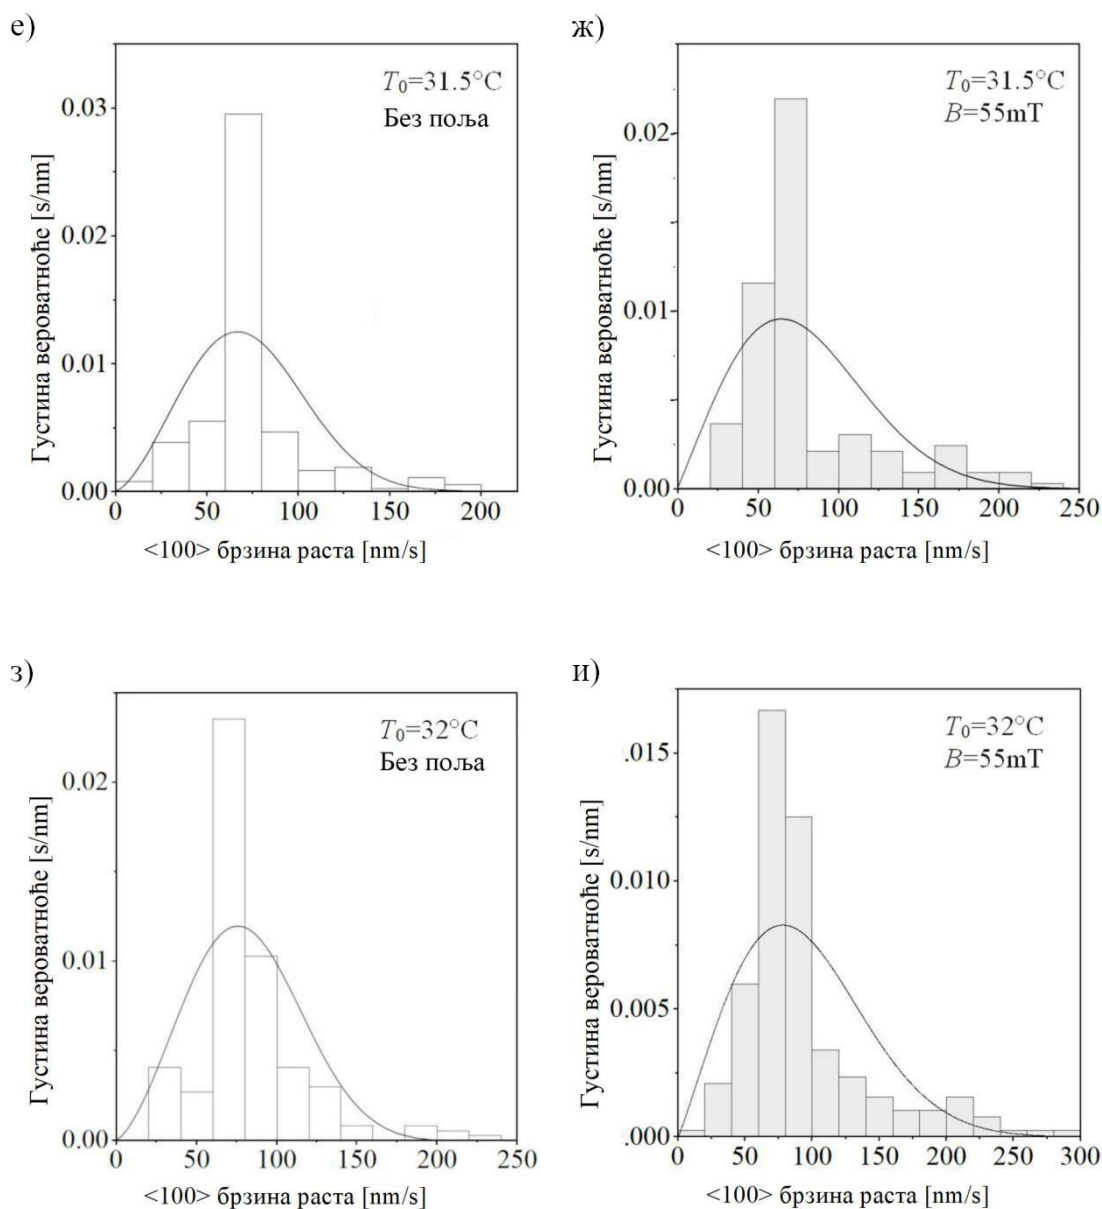 е)
T₀=31.5°C
Без поља
Густина вероватноће [s/nm]
0.03
0.02
0.01
0.00
0 50 100 150 200
<100> брзина раста [nm/s]
ж)
T₀=31.5°C
B=55mT
Густина вероватноће [s/nm]
0.02
0.01
0.00
0 50 100 150 200 250
<100> брзина раста [nm/s]
з)
T₀=32°C
Без поља
Густина вероватноће [s/nm]
0.02
0.01
0.00
0 50 100 150 200 250
<100> брзина раста [nm/s]
и)
T₀=32°C
B=55mT
Густина вероватноће [s/nm]
.015
0.010
0.005
.000
0 50 100 150 200 250 300
<100> брзина раста [nm/s]